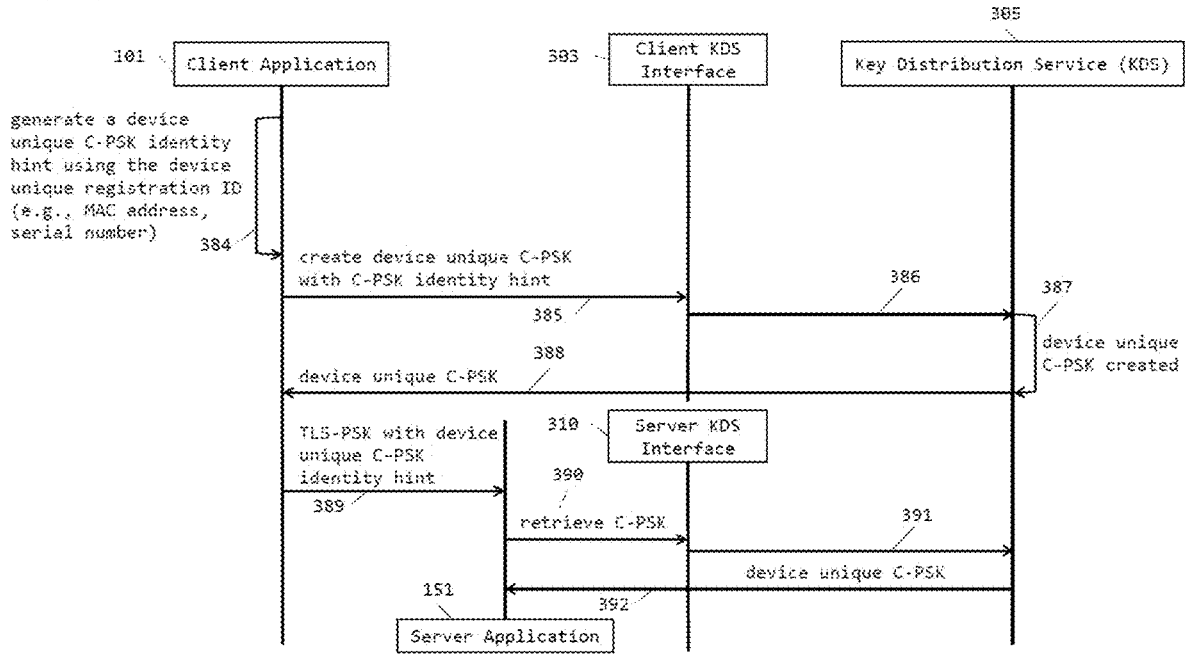 305
101
Client Application
303
Client KDS
Interface
Key Distribution Service (KDS)
generate a device
unique C-PSK identity
hint using the device
unique registration ID
(e.g., MAC address,
serial number)
384
create device unique C-PSK
with C-PSK identity hint
385
386
387
device unique
C-PSK created
388
device unique C-PSK
310
Server KDS
Interface
TLS-PSK with device
unique C-PSK
identity hint
389
390
retrieve C-PSK
391
device unique C-PSK
392
151
Server Application